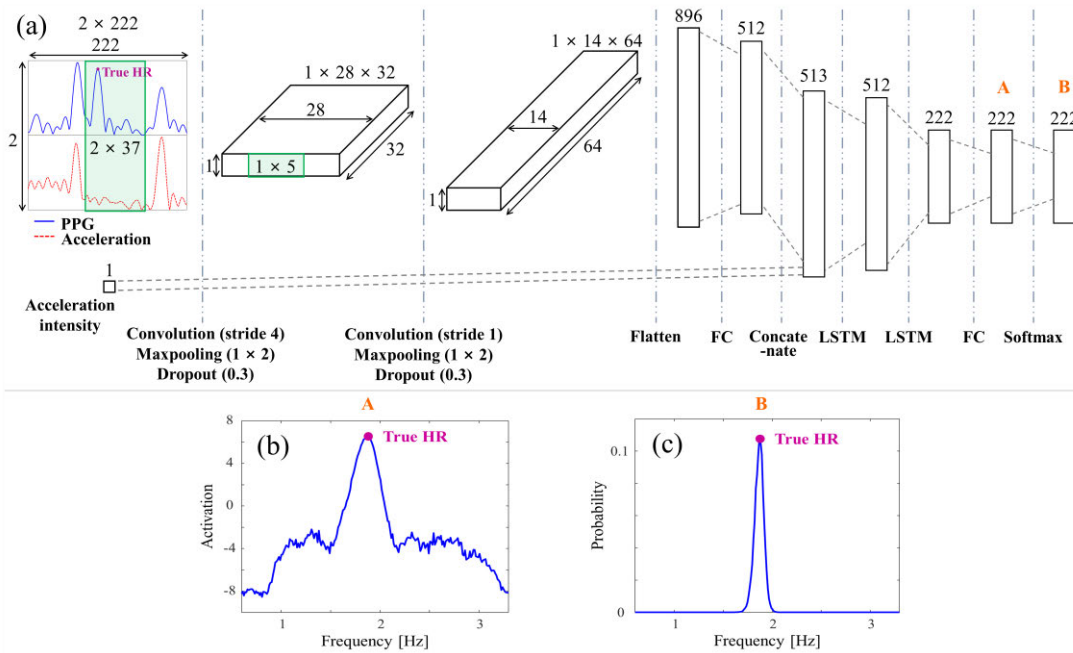 (a)
2 × 222
222
True HR
2
2 × 37
PPG
Acceleration
1
Acceleration
intensity
1 × 28 × 32
28
1
1 × 5
32
1 × 14 × 64
14
64
1
896
512
513
512
222
A
222
B
222
Convolution (stride 4)
Maxpooling (1 × 2)
Dropout (0.3)
Convolution (stride 1)
Maxpooling (1 × 2)
Dropout (0.3)
Flatten
FC
Concate
-nate
LSTM
LSTM
FC
Softmax
A
(b)
True HR
8
4
0
-4
-8
Activation
1
2
3
Frequency [Hz]
B
(c)
True HR
0.1
0
Probability
1
2
3
Frequency [Hz]